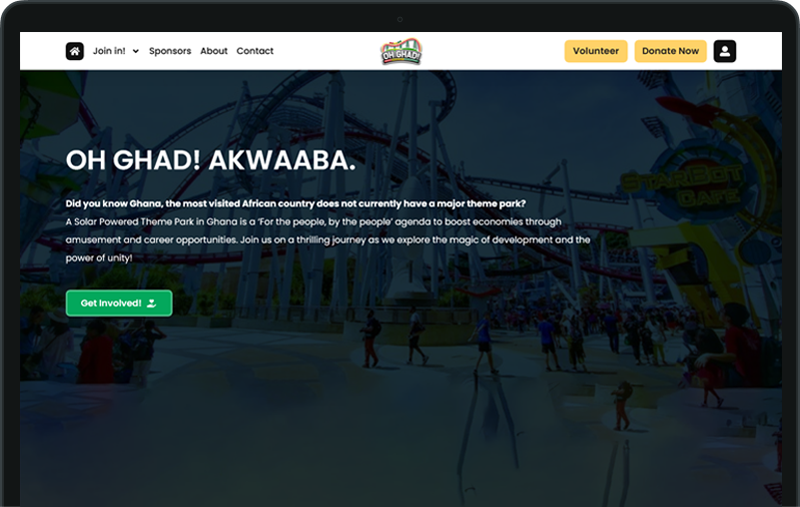 Join in! Sponsors About Contact
OH GHAD!
Volunteer Donate Now
OH GHAD! AKWAABA.
Did you know Ghana, the most visited African country does not currently have a major theme park?
A Solar Powered Theme Park in Ghana is a ‘For the people, by the people’ agenda to boost economies through
amusement and career opportunities. Join us on a thrilling journey as we explore the magic of development and the
power of unity!
Get Involved!
STARBOT
CAFE